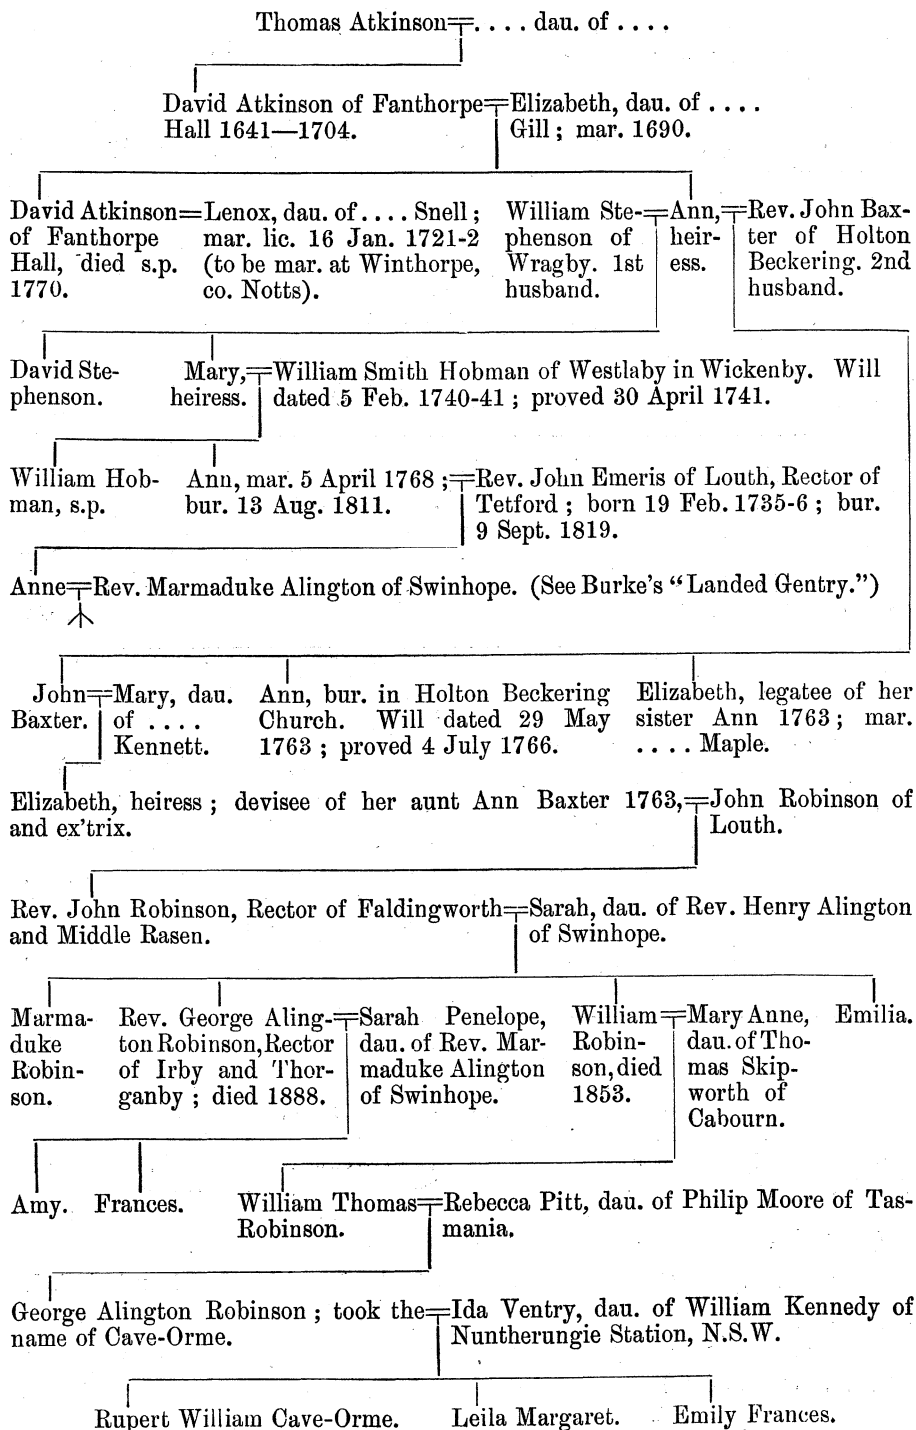 Thomas Atkinson=. . . . dau. of . . . .
David Atkinson of Fanthorpe=Elizabeth, dau. of . . . .
Hall 1641—1704.
Gill ; mar. 1690.
David Atkinson=Lenox, dau. of . . . . Snell ;
of Fanthorpe mar. lic. 16 Jan. 1721-2
Hall, died s.p. (to be mar. at Winthorpe,
1770. co. Notts).
William Ste-=Ann,=Rev. John Bax-
phenson of heir- ter of Holton
Wragby. 1st ess. Beckering. 2nd
husband. husband.
David Ste-
phenson.
Mary,=William Smith Hobman of Westlaby in Wickenby. Will
heiress. dated 5 Feb. 1740-41 ; proved 30 April 1741.
William Hob-
man, s.p.
Ann, mar. 5 April 1768 ;=Rev. John Emeris of Louth, Rector of
bur. 13 Aug. 1811. Tetford ; born 19 Feb. 1735-6 ; bur.
9 Sept. 1819.
Anne=Rev. Marmaduke Alington of Swinhope. (See Burke's “Landed Gentry.”)
John=Mary, dau.
Baxter. of . . . .
Kennett.
Ann, bur. in Holton Beckering
Church. Will dated 29 May
1763 ; proved 4 July 1766.
Elizabeth, legatee of her
sister Ann 1763 ; mar.
. . . . Maple.
Elizabeth, heiress ; devisee of her aunt Ann Baxter 1763,=John Robinson of
and ex'trix. Louth.
Rev. John Robinson, Rector of Faldingworth=Sarah, dau. of Rev. Henry Alington
and Middle Rasen. of Swinhope.
Marma-
duke
Robin-
son.
Rev. George Aling-=Sarah Penelope,
ton Robinson, Rector dau. of Rev. Mar-
of Irby and Thor- maduke Alington
ganby ; died 1888. of Swinhope.
William=Mary Anne,
Robin- dau. of Tho-
son, died mas Skip-
1853. worth of
Cabourn.
Emilia.
Amy. Frances.
William Thomas=Rebecca Pitt, dau. of Philip Moore of Tas-
Robinson. mania.
George Alington Robinson ; took the=Ida Ventry, dau. of William Kennedy of
name of Cave-Orme. Nuntherungie Station, N.S.W.
Rupert William Cave-Orme. Leila Margaret. Emily Frances.